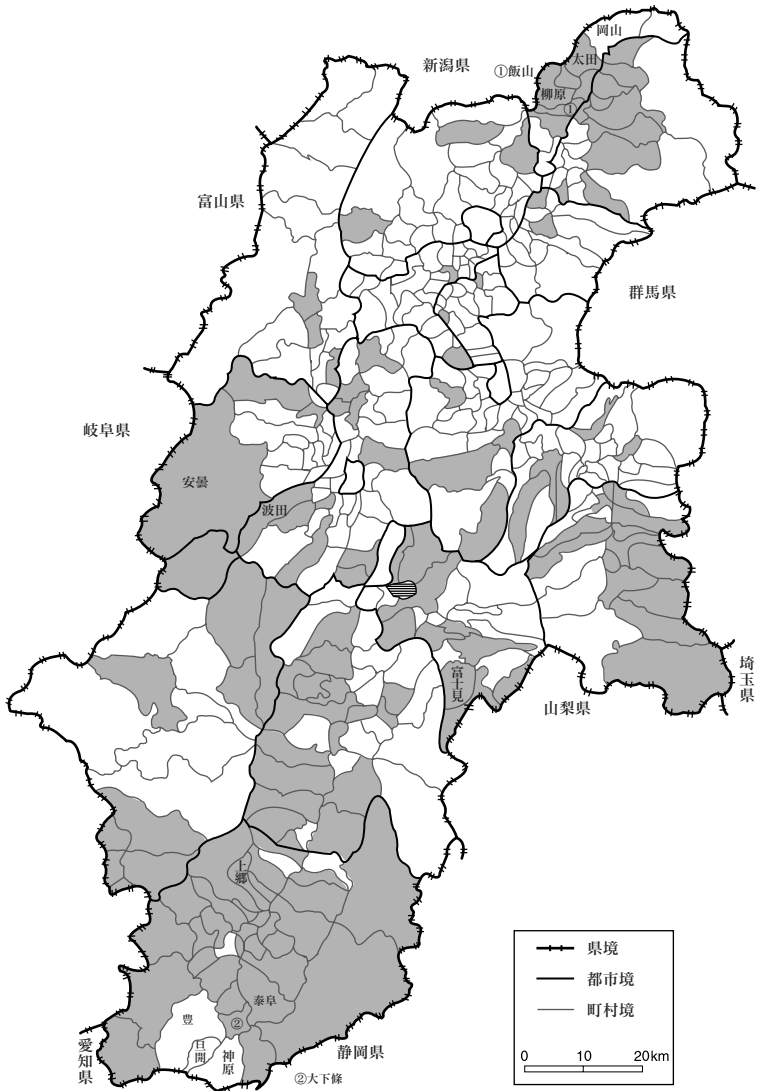 岡山
新潟県
①飯山
太田
柳原
①
富山県
群馬県
岐阜県
安曇
波田
富士見
埼玉県
山梨県
上郷
県境
都市境
町村境
泰阜
豊
②
旦開
神原
静岡県
愛知県
②大下條
0 10 20km